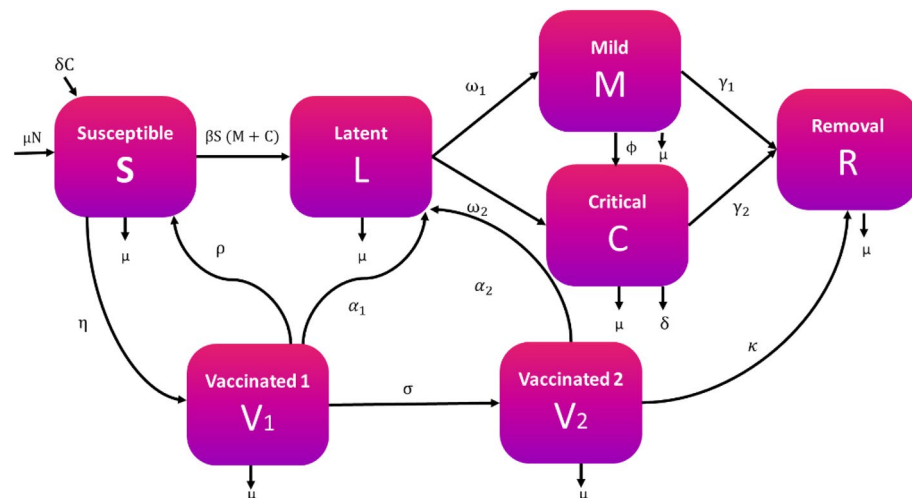 δC
μN
Susceptible
S
μ
βS (M + C)
Latent
L
μ
ω₁
ω₂
Mild
M
ϕ
μ
Critical
C
μ
δ
γ₁
γ₂
Removal
R
μ
η
ρ
α₁
α₂
κ
Vaccinated 1
V₁
μ
σ
Vaccinated 2
V₂
μ